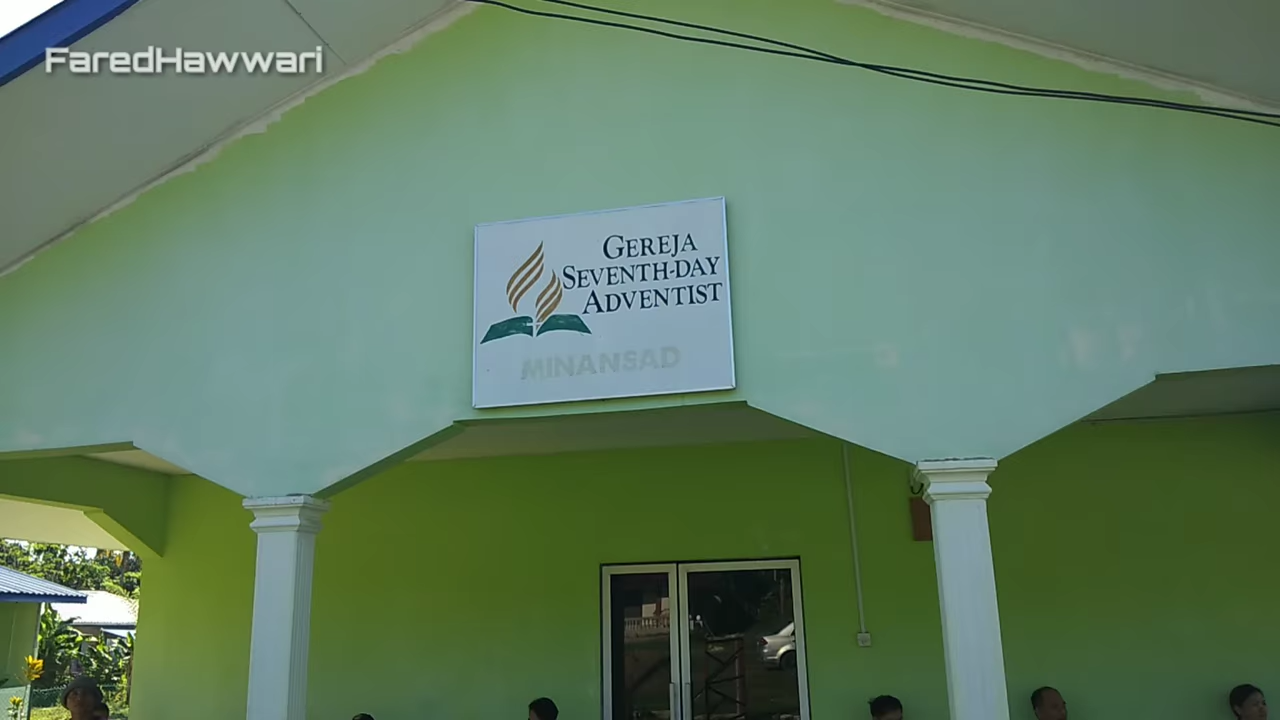 FaredHawwari
GEREJA
SEVENTH-DAY
ADVENTIST
MINANSAD